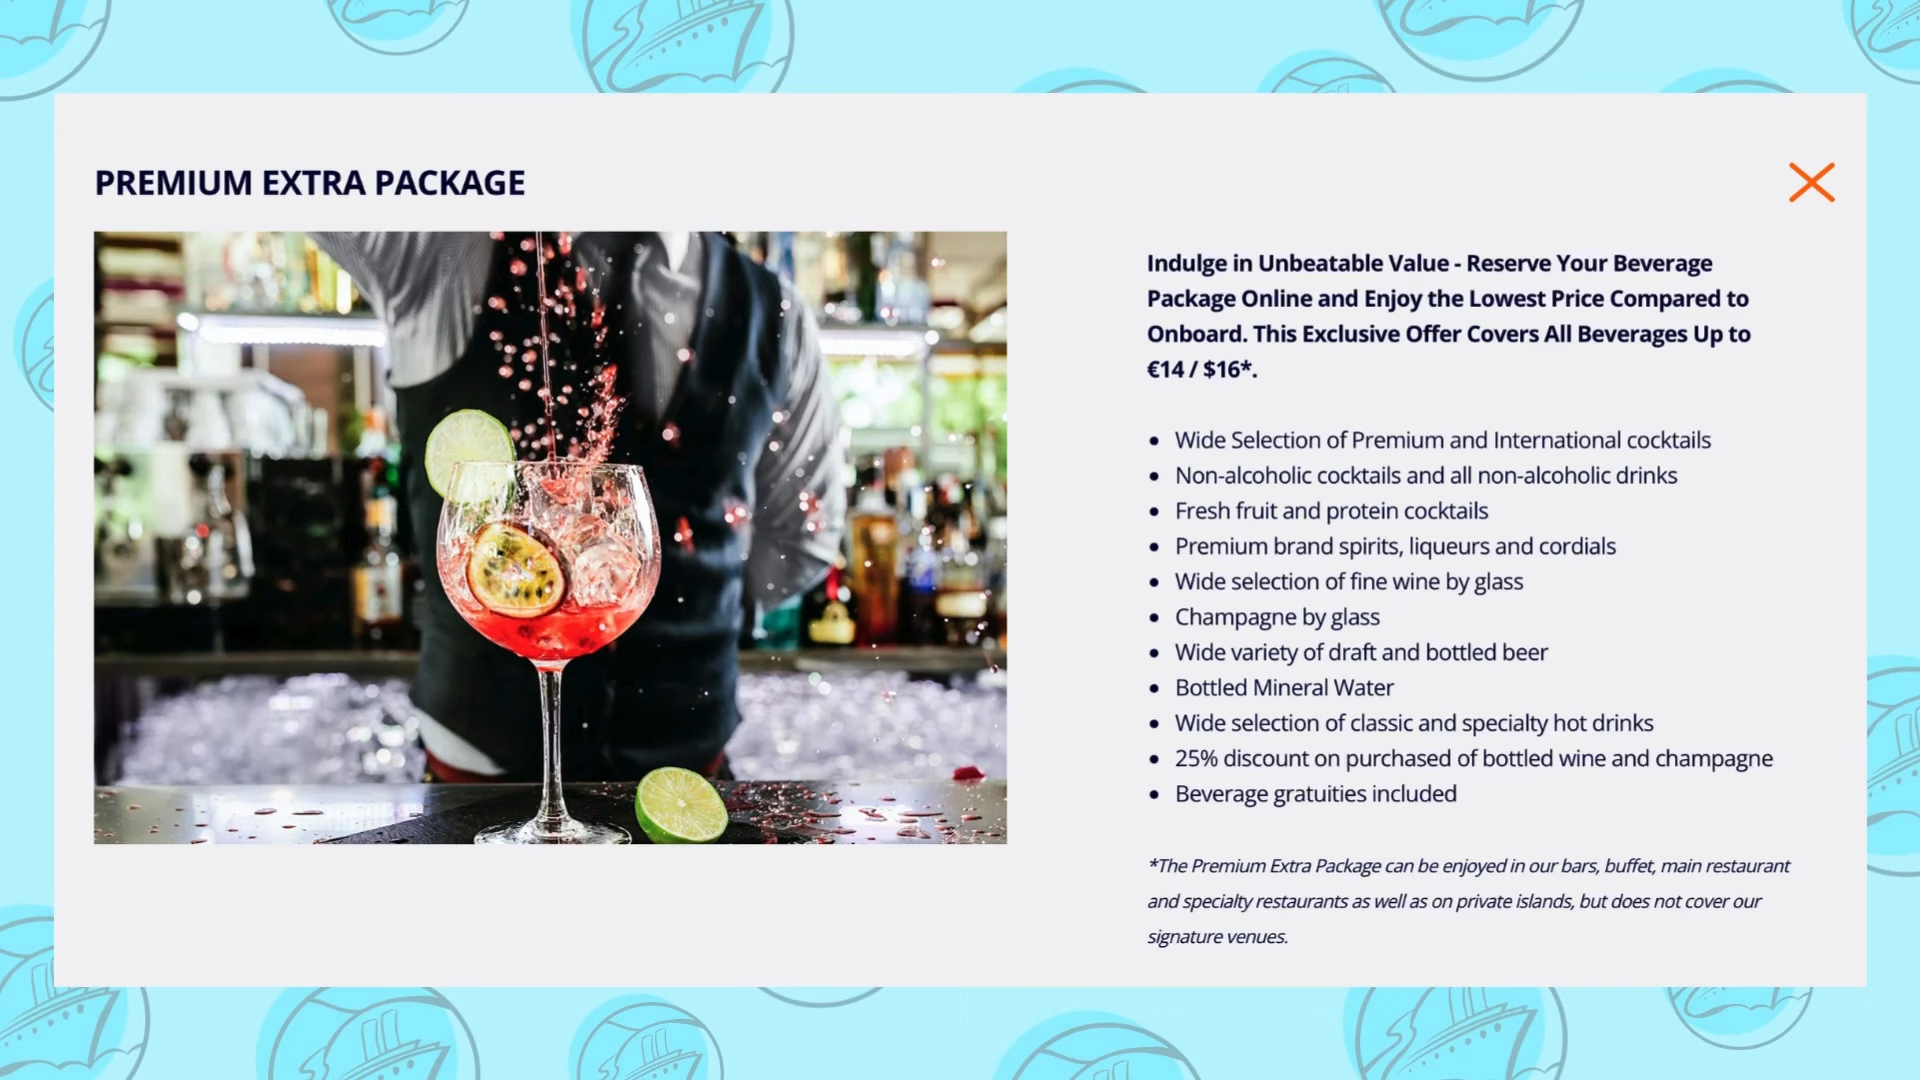 PREMIUM EXTRA PACKAGE
Indulge in Unbeatable Value - Reserve Your Beverage
Package Online and Enjoy the Lowest Price Compared to
Onboard. This Exclusive Offer Covers All Beverages Up to
€14 / $16*.
• Wide Selection of Premium and International cocktails
• Non-alcoholic cocktails and all non-alcoholic drinks
• Fresh fruit and protein cocktails
• Premium brand spirits, liqueurs and cordials
• Wide selection of fine wine by glass
• Champagne by glass
• Wide variety of draft and bottled beer
• Bottled Mineral Water
• Wide selection of classic and specialty hot drinks
• 25% discount on purchased of bottled wine and champagne
• Beverage gratuities included
*The Premium Extra Package can be enjoyed in our bars, buffet, main restaurant
and specialty restaurants as well as on private islands, but does not cover our
signature venues.